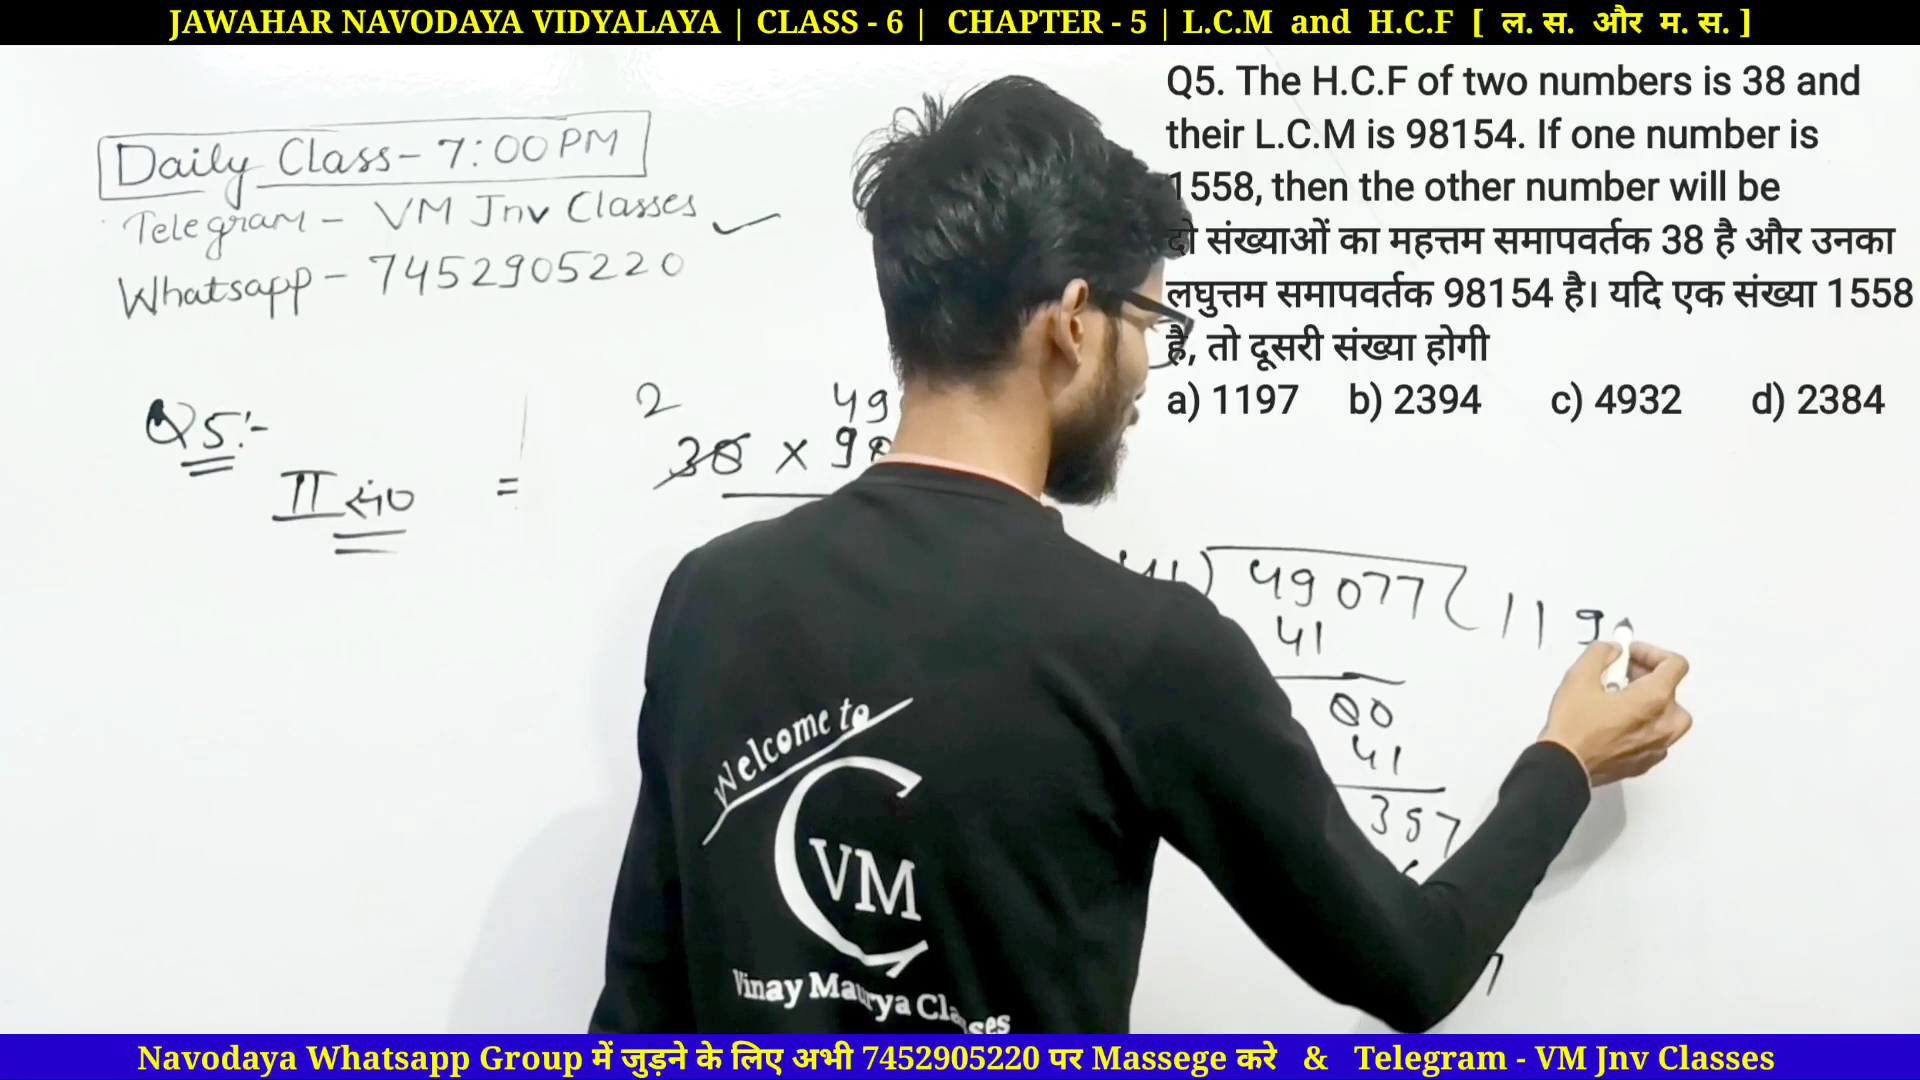 JAWAHAR NAVODAYA VIDYALAYA | CLASS - 6 | CHAPTER - 5 | L.C.M and H.C.F [ ल. स. और म. स. ]
Q5. The H.C.F of two numbers is 38 and
their L.C.M is 98154. If one number is
1558, then the other number will be
दो संख्याओं का महत्तम समापवर्तक 38 है और उनका
लघुत्तम समापवर्तक 98154 है। यदि एक संख्या 1558
है, तो दूसरी संख्या होगी
a) 1197 b) 2394 c) 4932 d) 2384
Daily Class - 7:00 PM
Telegram - VM Jnv Classes
Whatsapp - 7452905220
Q5:-
II सं0 =
2 49
38 × 98
41) 49077 ( 119
41
80
41
397
Welcome to
VM
Vinay Maurya Classes
Navodaya Whatsapp Group में जुड़ने के लिए अभी 7452905220 पर Massege करे & Telegram - VM Jnv Classes